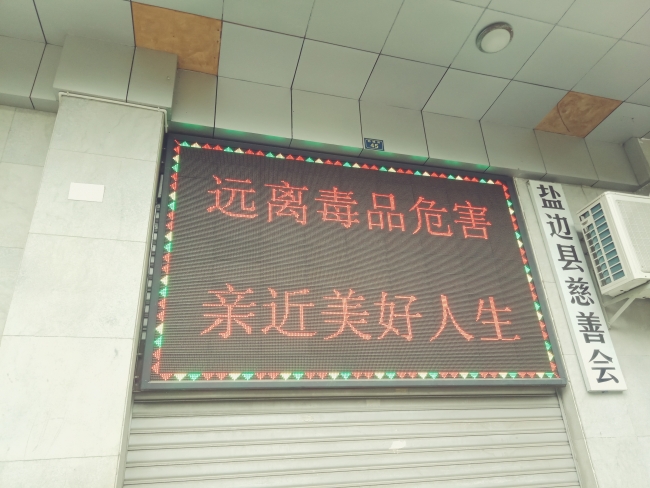 远离毒品危害
亲近美好人生
盐边县慈善会